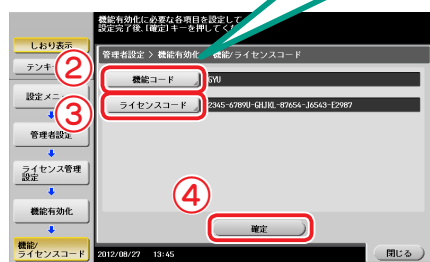 機能有効化に必要な各項目を設定して
設定完了後、[確定]キーを押してく
しおり表示
管理者設定 > 機能有効化 機能/ライセンスコード
テンキー
②
機能コード GYU
設定メニュー
③
ライセンスコード 2345-6789U-GHJKL-87654-J6543-E2987
管理者設定
ライセンス管理
設定
④
機能有効化
確定
機能/
ライセンスコード
2012/08/27 13:45
閉じる